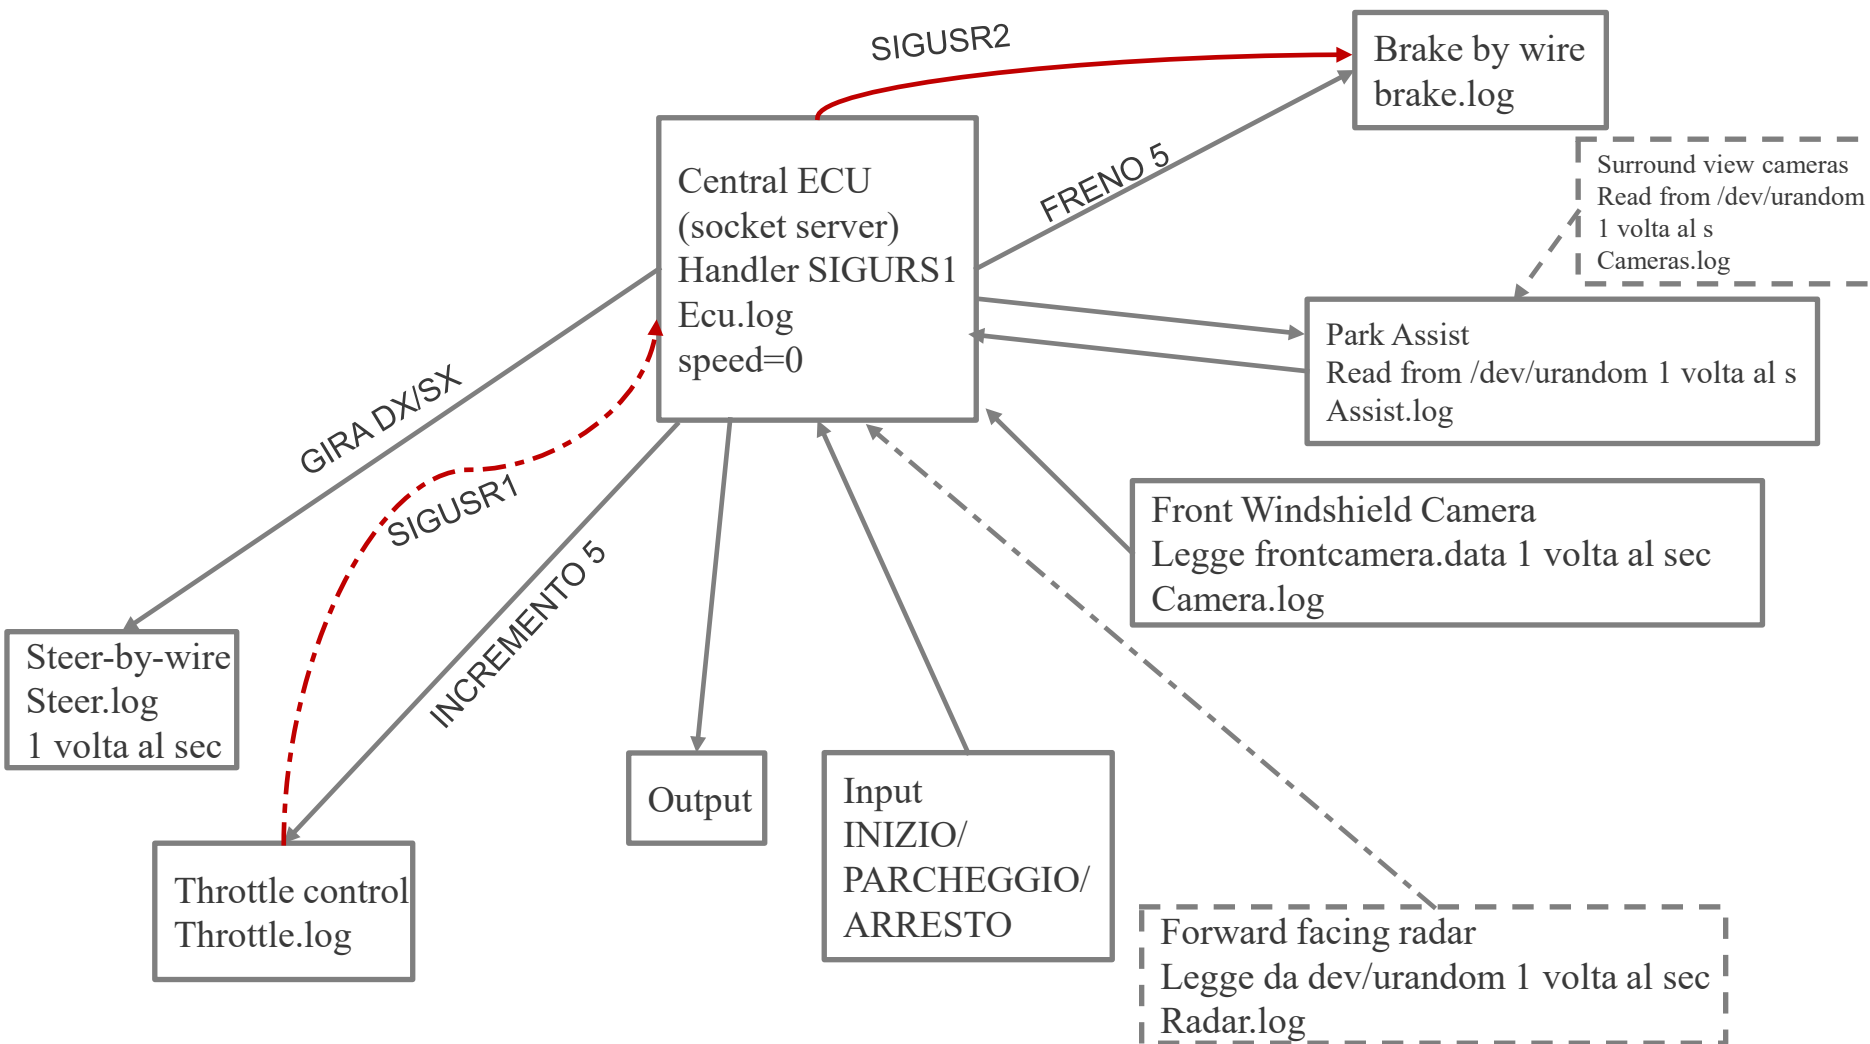 SIGUSR2
Brake by wire
brake.log
Central ECU
(socket server)
Handler SIGURS1
Ecu.log
speed=0
FRENO 5
Surround view cameras
Read from /dev/urandom
1 volta al s
Cameras.log
Park Assist
Read from /dev/urandom 1 volta al s
Assist.log
GIRA DX/SX
SIGUSR1
INCREMENTO 5
Front Windshield Camera
Legge frontcamera.data 1 volta al sec
Camera.log
Steer-by-wire
Steer.log
1 volta al sec
Output
Input
INIZIO/
PARCHEGGIO/
ARRESTO
Throttle control
Throttle.log
Forward facing radar
Legge da dev/urandom 1 volta al sec
Radar.log